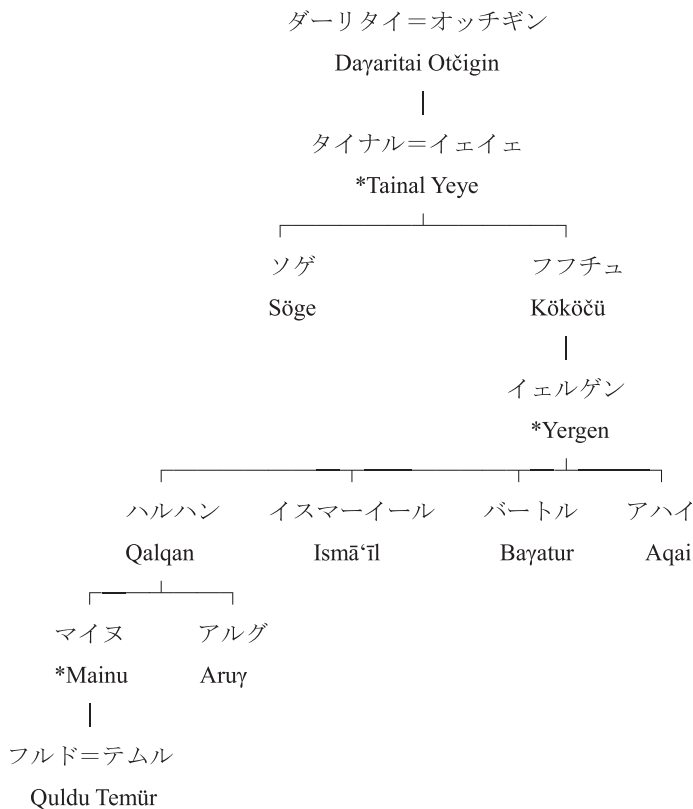 ダーリタイ＝オッチギン
Daγaritai Otčigin
タイナル＝イェイェ
*Tainal Yeye
ソゲ フフチュ
Söge Kököčü
イェルゲン
*Yergen
ハルハン イスマーイール バートル アハイ
Qalqan Ismā‘īl Baγatur Aqai
マイヌ アルグ
*Mainu Aruγ
フルド＝テムル
Quldu Temür